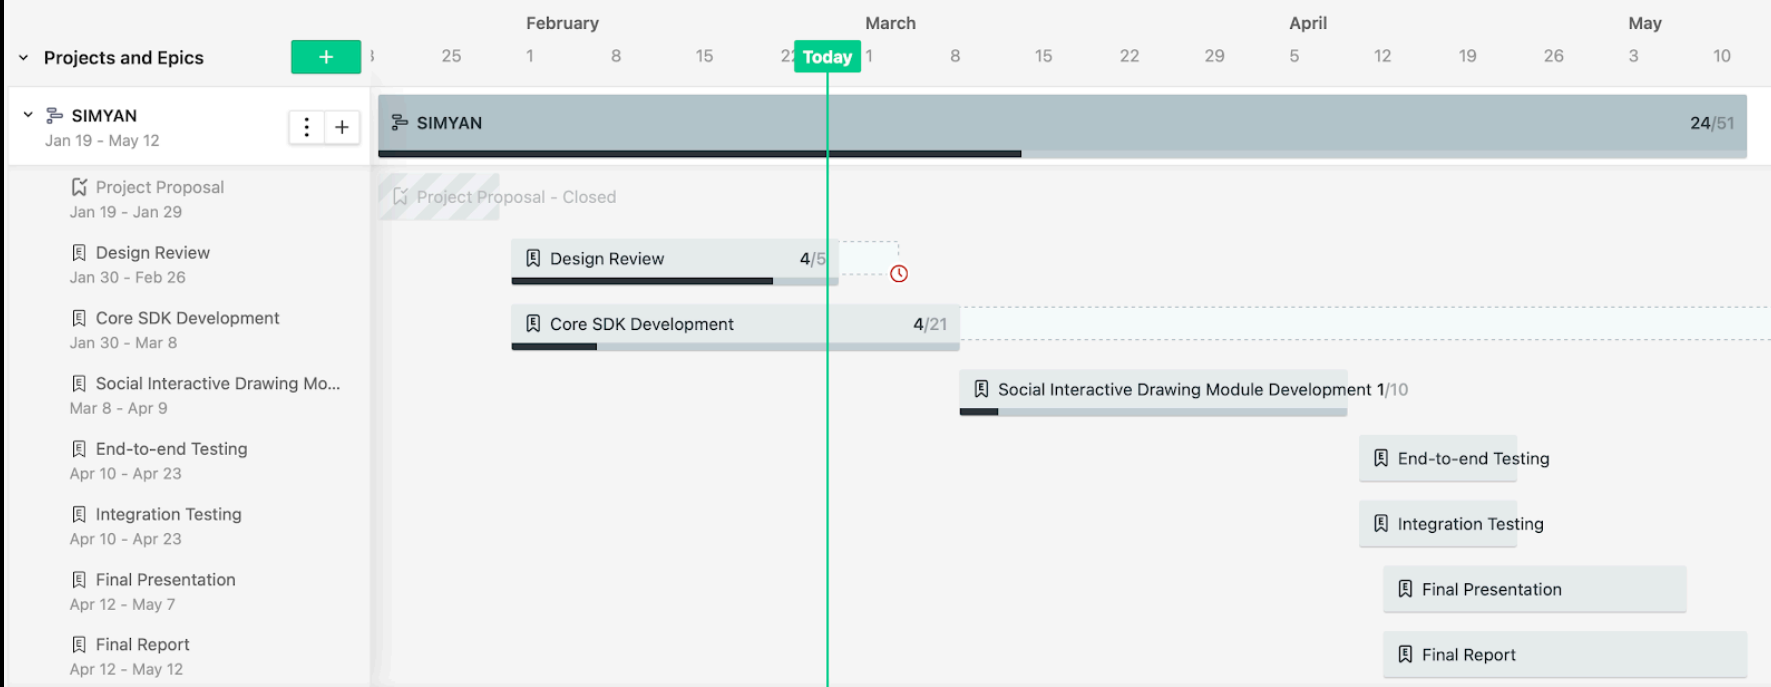 February March April May
Projects and Epics
+
25 1 8 15 22 Today 1 8 15 22 29 5 12 19 26 3 10
SIMYAN
Jan 19 - May 12
+
SIMYAN 24/51
Project Proposal
Jan 19 - Jan 29
Project Proposal - Closed
Design Review
Jan 30 - Feb 26
Design Review 4/5
Core SDK Development
Jan 30 - Mar 8
Core SDK Development 4/21
Social Interactive Drawing Mo...
Mar 8 - Apr 9
Social Interactive Drawing Module Development 1/10
End-to-end Testing
Apr 10 - Apr 23
End-to-end Testing
Integration Testing
Apr 10 - Apr 23
Integration Testing
Final Presentation
Apr 12 - May 7
Final Presentation
Final Report
Apr 12 - May 12
Final Report